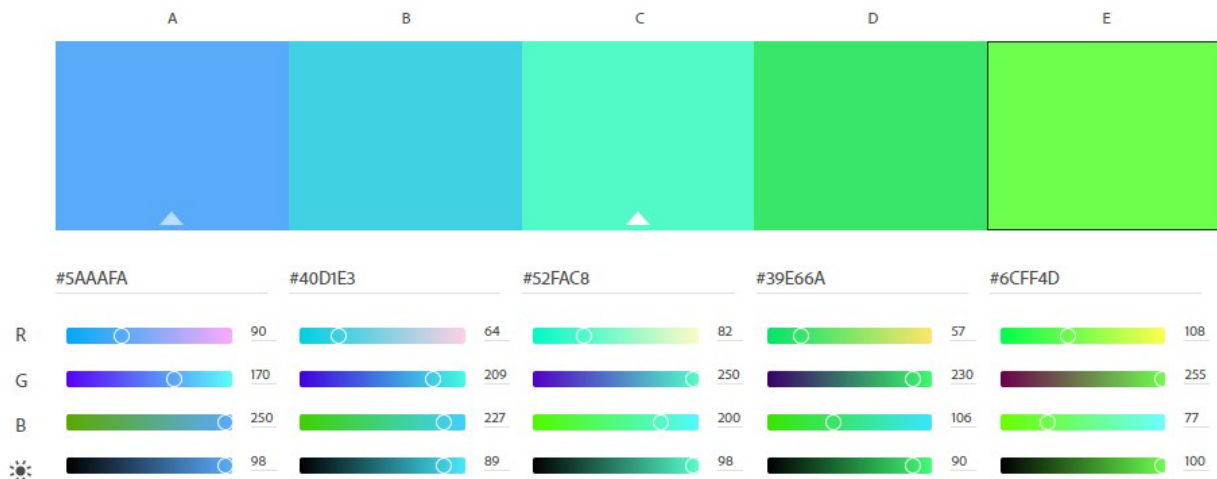 A B C D E
#5AAAFA #40D1E3 #52FAC8 #39E66A #6CFF4D
R 90 64 82 57 108
G 170 209 250 230 255
B 250 227 200 106 77
98 89 98 90 100